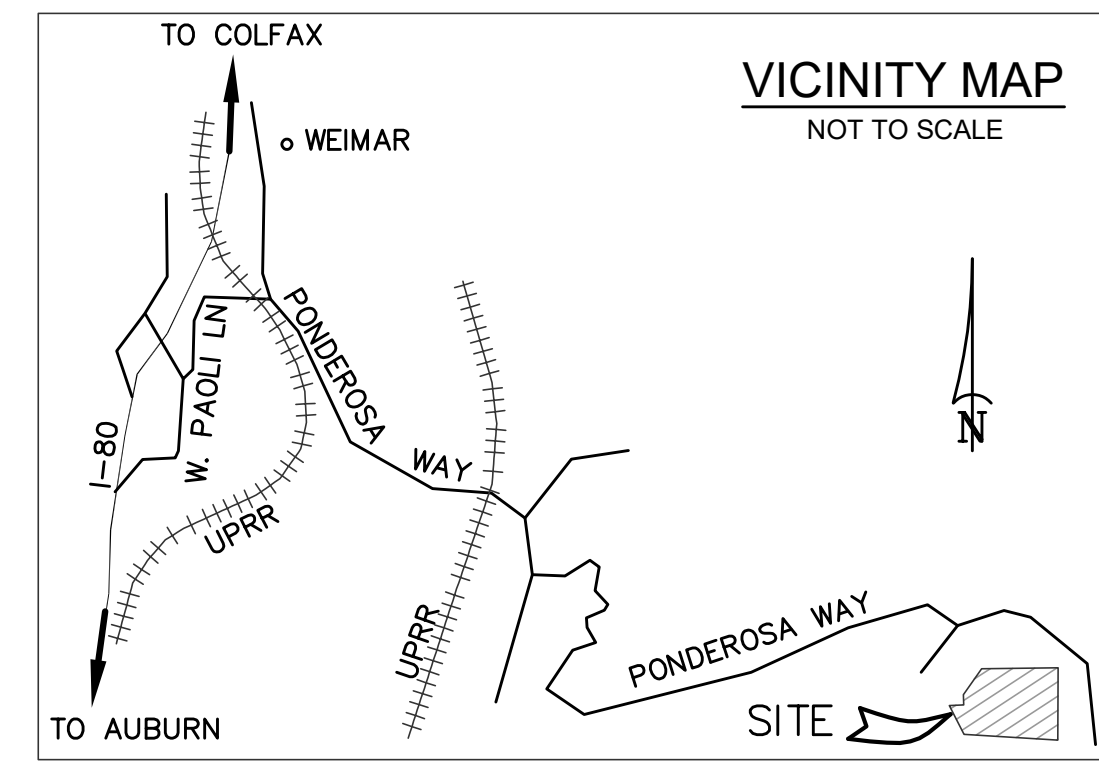 TO COLFAX
VICINITY MAP
NOT TO SCALE
WEIMAR
PONDEROSA WAY
W. PAOLI LN
I-80
UPRR
N
UPRR
PONDEROSA WAY
SITE
TO AUBURN